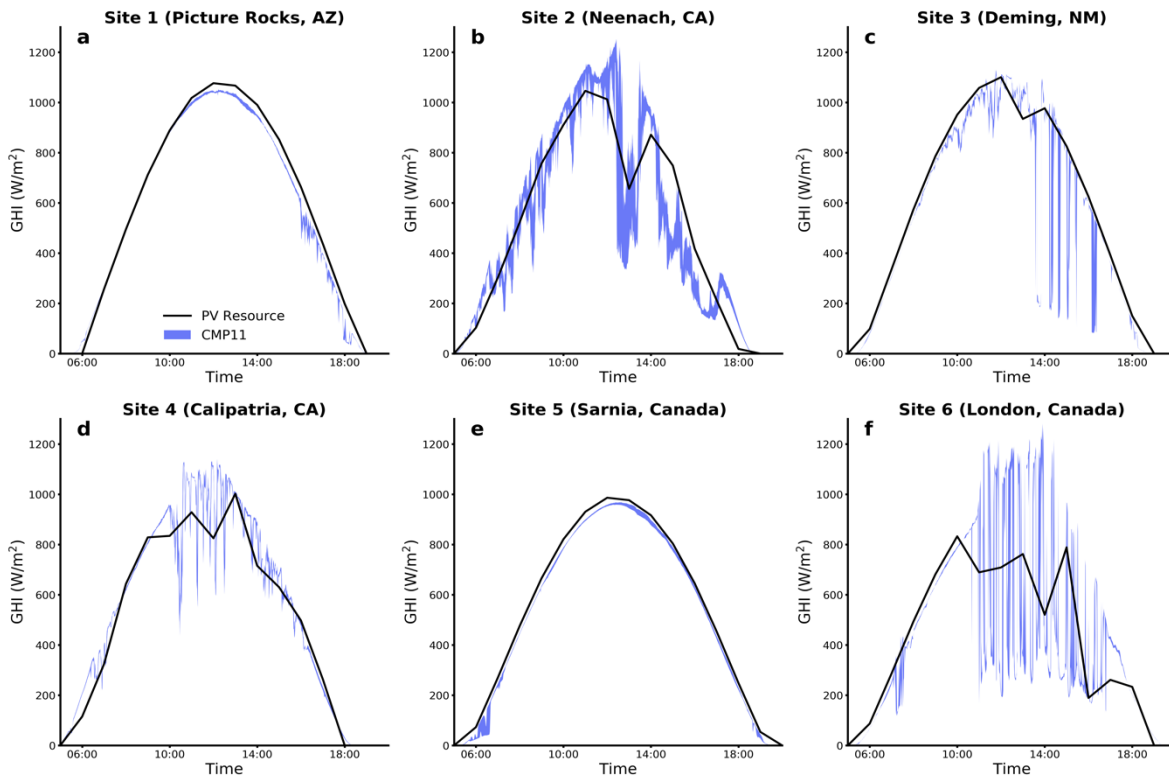 Site 1 (Picture Rocks, AZ)
a
1200
1000
800
600
400
200
0
GHI (W/m²)
PV Resource
CMP11
06:00 10:00 14:00 18:00
Time
Site 2 (Neenach, CA)
b
1200
1000
800
600
400
200
0
GHI (W/m²)
06:00 10:00 14:00 18:00
Time
Site 3 (Deming, NM)
c
1200
1000
800
600
400
200
0
GHI (W/m²)
06:00 10:00 14:00 18:00
Time
Site 4 (Calipatria, CA)
d
1200
1000
800
600
400
200
0
GHI (W/m²)
06:00 10:00 14:00 18:00
Time
Site 5 (Sarnia, Canada)
e
1200
1000
800
600
400
200
0
GHI (W/m²)
06:00 10:00 14:00 18:00
Time
Site 6 (London, Canada)
f
1200
1000
800
600
400
200
0
GHI (W/m²)
06:00 10:00 14:00 18:00
Time